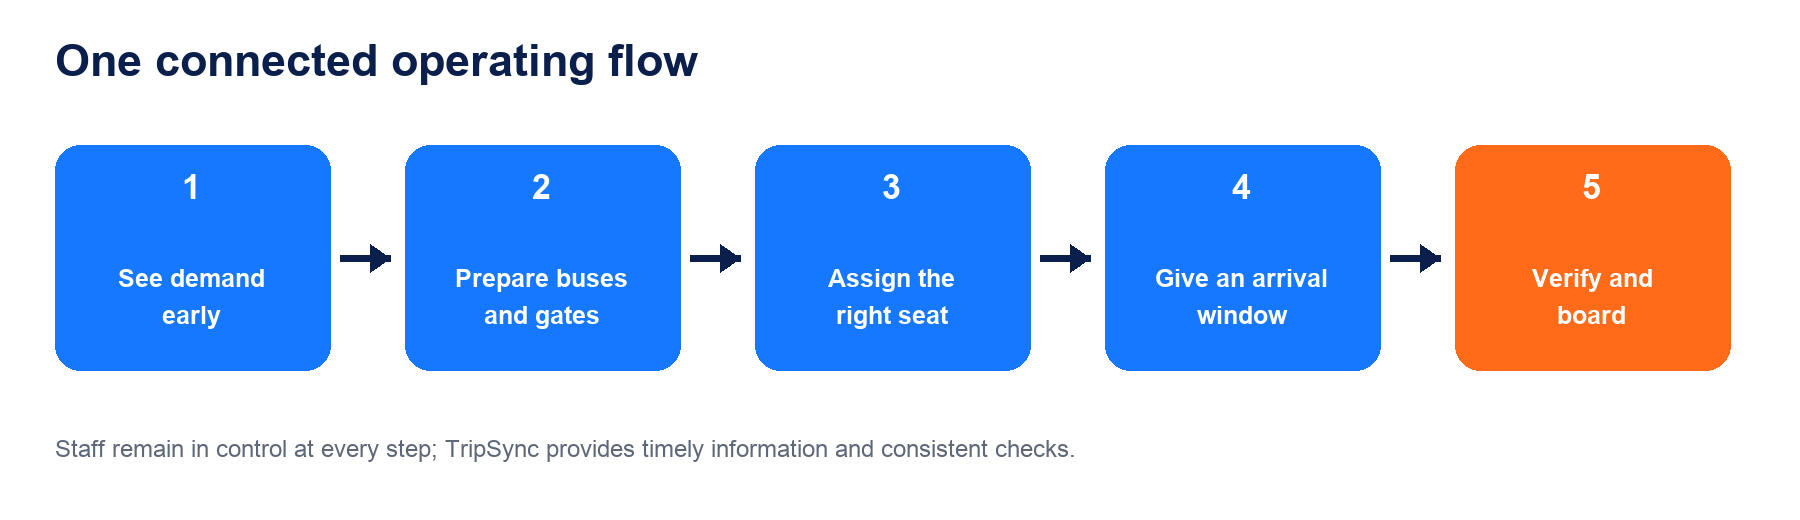 One connected operating flow
1
See demand
early
2
Prepare buses
and gates
3
Assign the
right seat
4
Give an arrival
window
5
Verify and
board
Staff remain in control at every step; TripSync provides timely information and consistent checks.